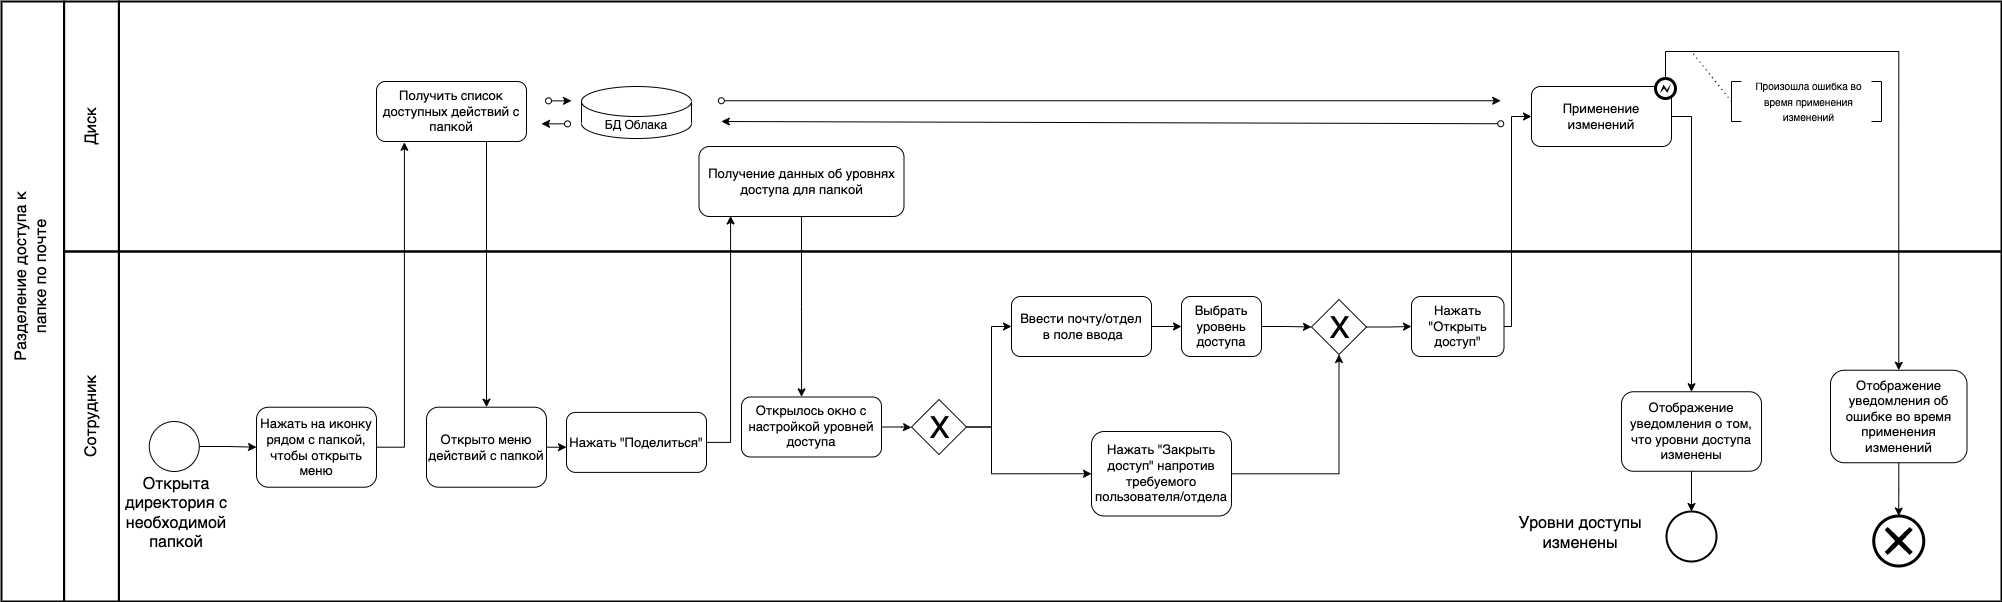 Разделение доступа к
папке по почте
Диск
Сотрудник
Получить список
доступных действий с
папкой
БД Облака
Получение данных об уровнях
доступа для папкой
Применение
изменений
Произошла ошибка во
время применения
изменений
Открыта
директория с
необходимой
папкой
Нажать на иконку
рядом с папкой,
чтобы открыть
меню
Открыто меню
действий с папкой
Нажать "Поделиться"
Открылось окно с
настройкой уровней
доступа
X
Ввести почту/отдел
в поле ввода
Выбрать
уровень
доступа
X
Нажать
"Открыть
доступ"
Нажать "Закрыть
доступ" напротив
требуемого
пользователя/отдела
Отображение
уведомления о том,
что уровни доступа
изменены
Уровни доступы
изменены
Отображение
уведомления об
ошибке во время
применения
изменений